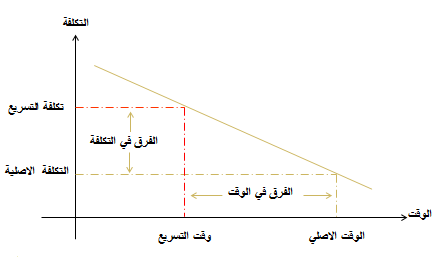 التكلفة
تكلفة التسريع
الفرق في التكلفة
التكلفة الاصلية
الفرق في الوقت
الوقت
وقت التسريع
الوقت الاصلي